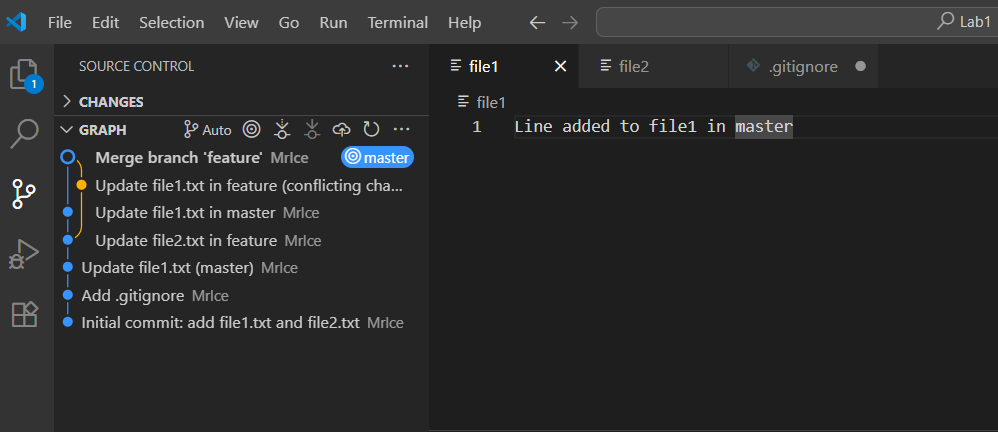 File Edit Selection View Go Run Terminal Help Lab1
SOURCE CONTROL
CHANGES
GRAPH Auto
Merge branch 'feature' MrIce master
Update file1.txt in feature (conflicting cha...
Update file1.txt in master MrIce
Update file2.txt in feature MrIce
Update file1.txt (master) MrIce
Add .gitignore MrIce
Initial commit: add file1.txt and file2.txt MrIce
1
file1 file2 .gitignore
file1
1 Line added to file1 in master